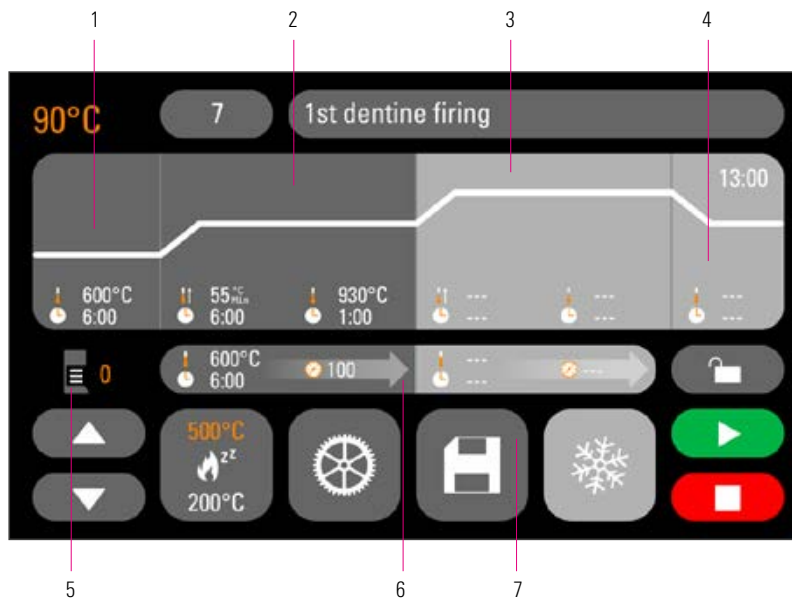 1 2 3 4
90°C 7 1st dentine firing
13:00
600°C 55 °C Min 930°C --- --- ---
6:00 6:00 1:00 --- --- ---
0 600°C 100 --- ---
6:00 ---
500°C
zz
200°C
5 6 7